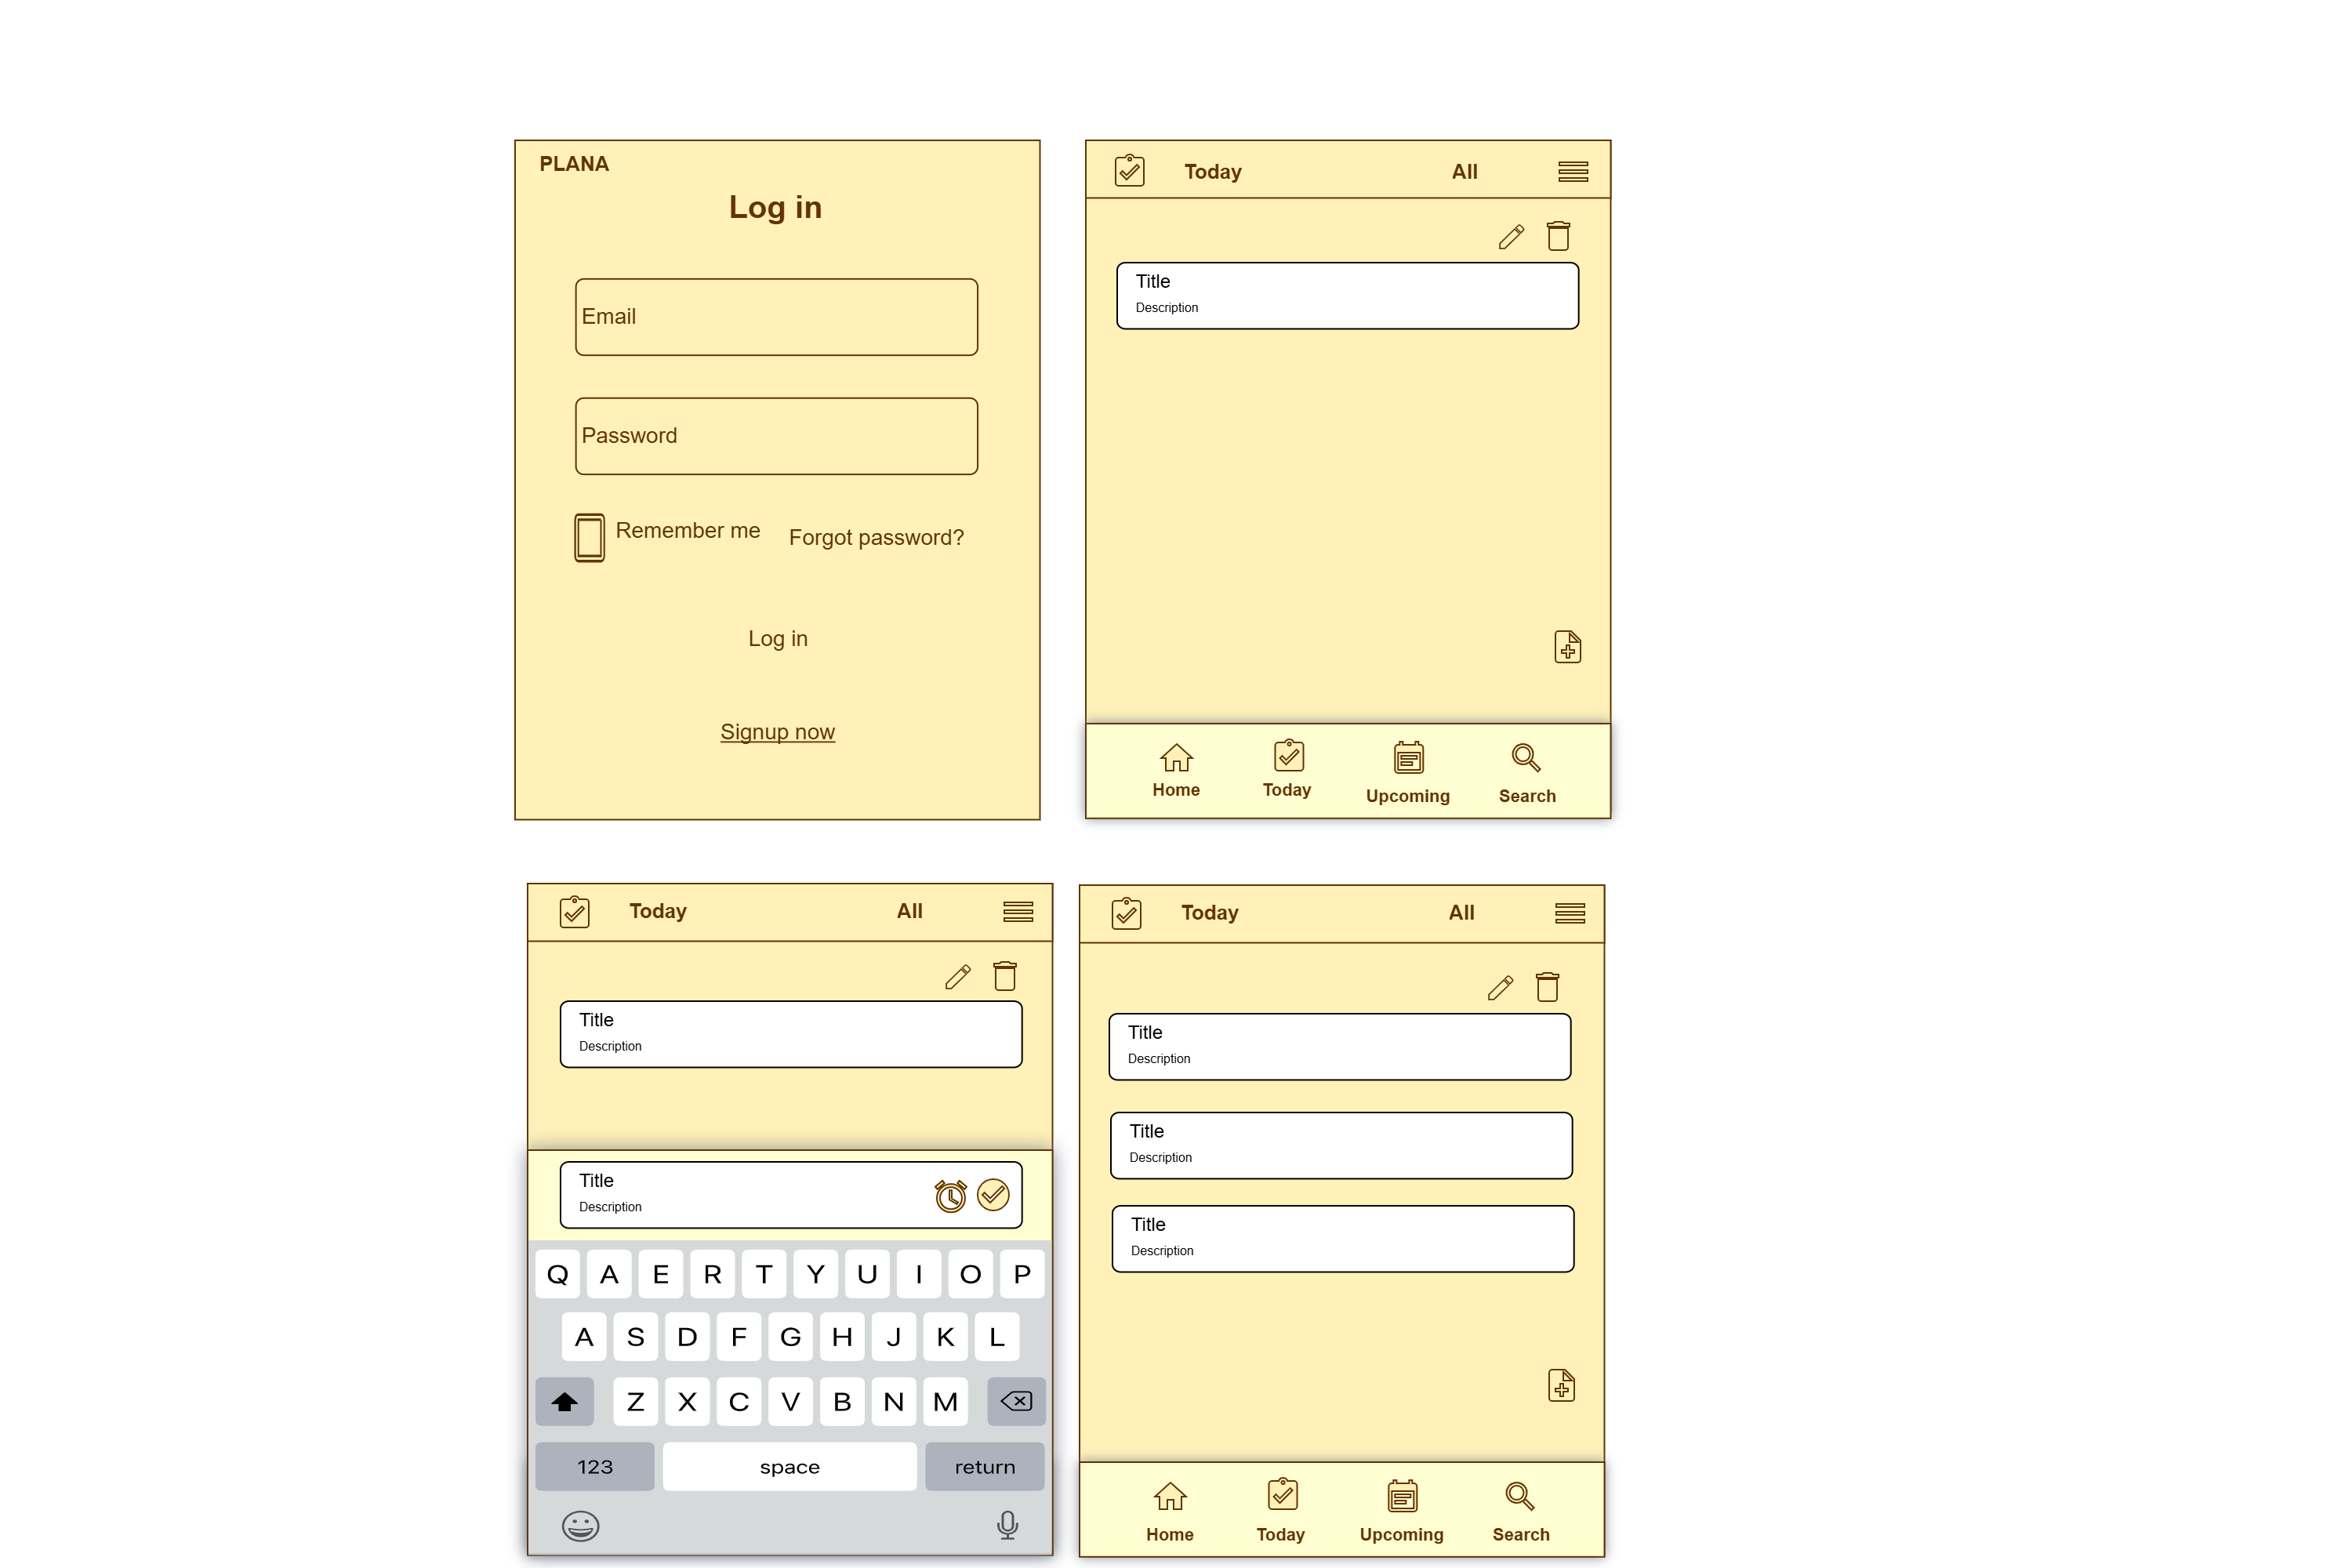 PLANA
Log in
Email
Password
Remember me
Forgot password?
Log in
Signup now
Today All
Title
Description
Home Today Upcoming Search
Today All
Title
Description
Title
Description
Q A E R T Y U I O P
A S D F G H J K L
Z X C V B N M
123 space return
Today All
Title
Description
Title
Description
Title
Description
Home Today Upcoming Search